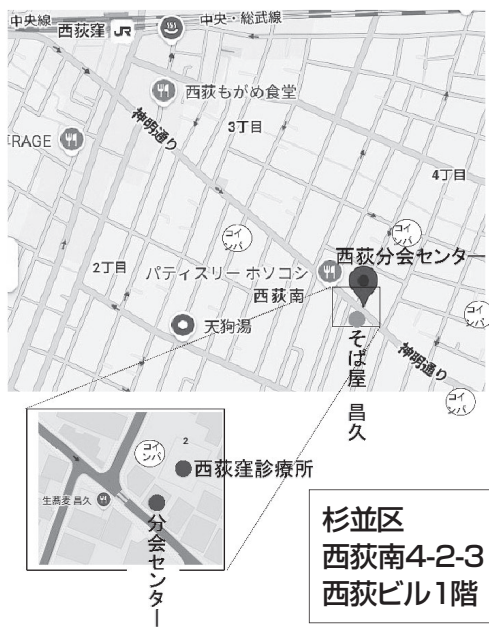 中央線
西荻窪 JR
中央・総武線
西荻もがめ食堂
神明通り
3丁目
RAGE
4丁目
コインパ
コインパ
西荻分会センター
2丁目
パティスリー ホソコシ
西荻南
天狗湯
コインパ
そば屋 昌久
神明通り
コインパ
コインパ
2
西荻窪診療所
生蕎麦 昌久
分会センター
杉並区
西荻南4-2-3
西荻ビル1階